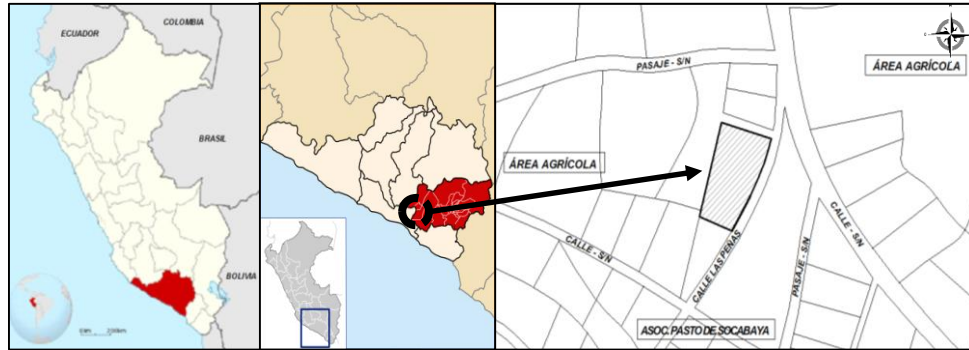 COLOMBIA
ECUADOR
BRASIL
BOLIVIA
PASAJE - S/N
ÁREA AGRÍCOLA
ÁREA AGRÍCOLA
CALLE - S/N
CALLE LAS PEÑAS
PASAJE - S/N
CALLE - S/N
ASOC. PASTO DE SOCABAYA